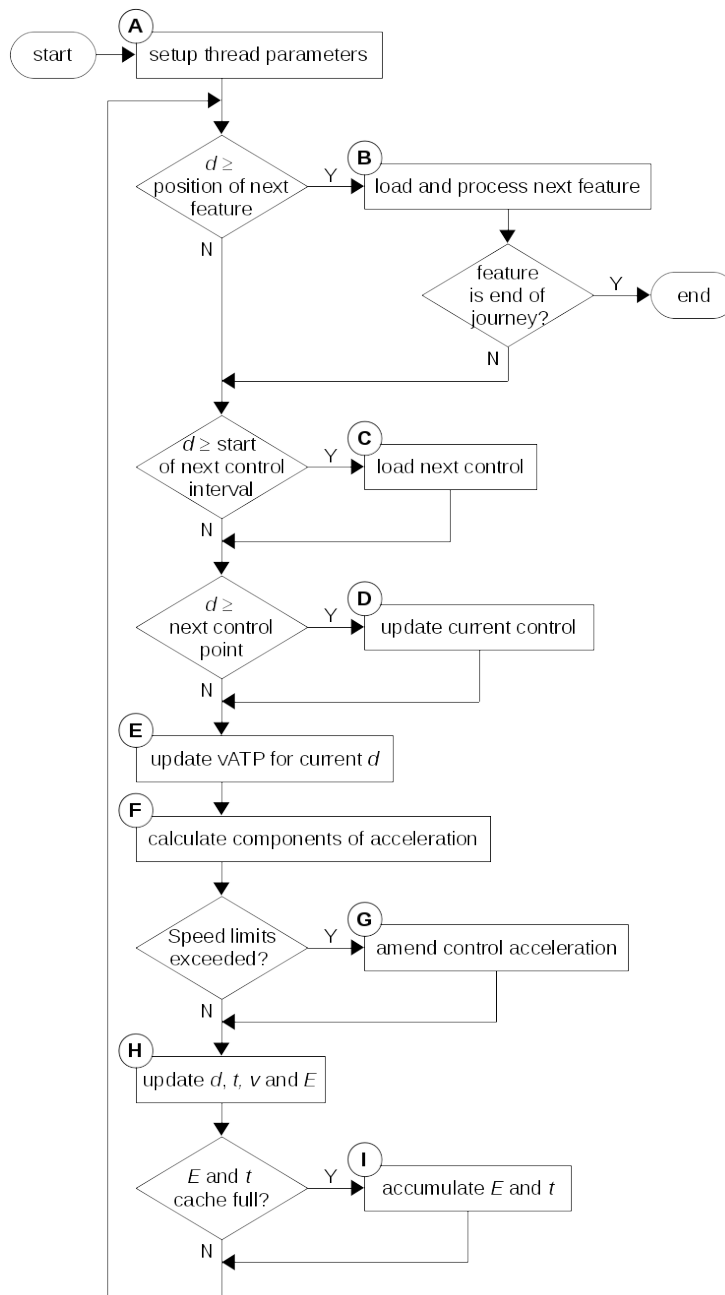 A
start
setup thread parameters
d ≥
position of next
feature
Y
B
load and process next feature
N
feature
is end of
journey?
Y
end
N
d ≥ start
of next control
interval
Y
C
load next control
N
d ≥
next control
point
Y
D
update current control
N
E
update vATP for current d
F
calculate components of acceleration
Speed limits
exceeded?
Y
G
amend control acceleration
N
H
update d, t, v and E
E and t
cache full?
Y
I
accumulate E and t
N